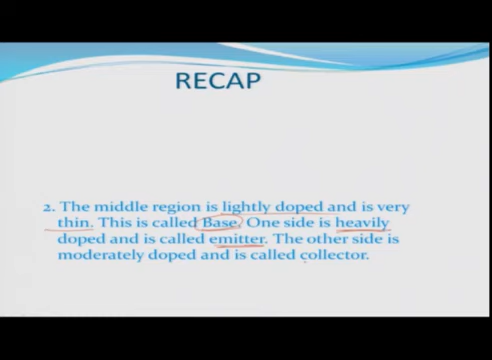 RECAP
2. The middle region is lightly doped and is very
thin. This is called Base. One side is heavily
doped and is called emitter. The other side is
moderately doped and is called collector.